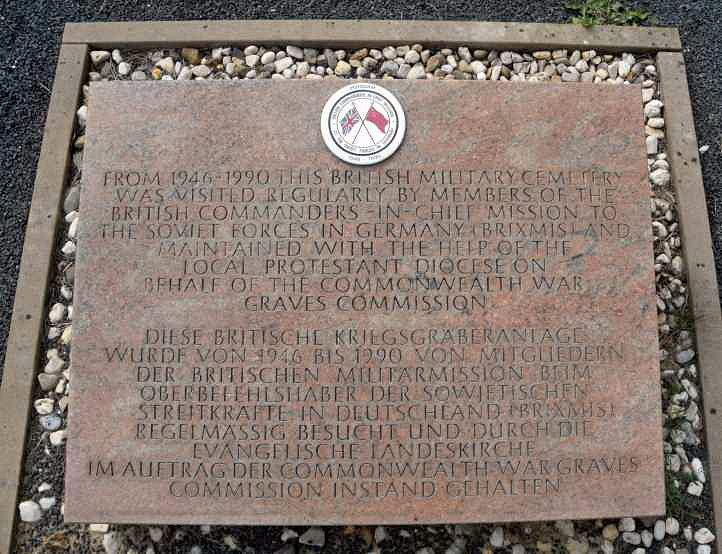 POTSDAM
1946 - 1990
FROM 1946-1990 THIS BRITISH MILITARY CEMETERY
WAS VISITED REGULARLY BY MEMBERS OF THE
BRITISH COMMANDERS-IN-CHIEF MISSION TO
THE SOVIET FORCES IN GERMANY (BRIXMIS) AND
MAINTAINED WITH THE HELP OF THE
LOCAL PROTESTANT DIOCESE ON
BEHALF OF THE COMMONWEALTH WAR
GRAVES COMMISSION
DIESE BRITISCHE KRIEGSGRÄBERANLAGE
WURDE VON 1946 BIS 1990 VON MITGLIEDERN
DER BRITISCHEN MILITÄRMISSION BEIM
OBERBEFEHLSHABER DER SOWJETISCHEN
STREITKRÄFTE IN DEUTSCHLAND (BRIXMIS)
REGELMÄSSIG BESUCHT UND DURCH DIE
EVANGELISCHE LANDESKIRCHE
IM AUFTRAG DER COMMONWEALTH WAR GRAVES
COMMISSION INSTAND GEHALTEN